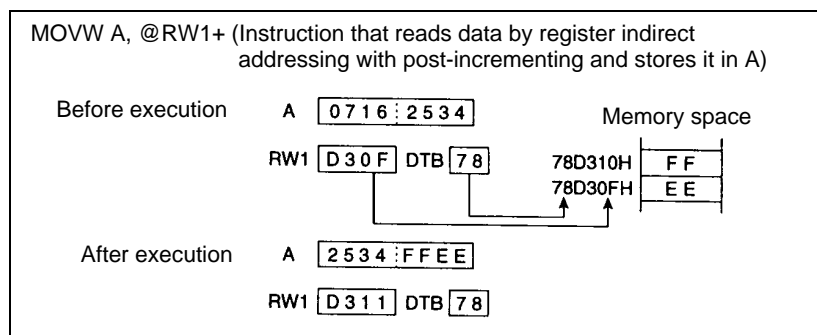 MOVW A, @RW1+ (Instruction that reads data by register indirect
addressing with post-incrementing and stores it in A)
Before execution A 0716 2534 Memory space
RW1 D30F DTB 78 78D310H FF
78D30FH EE
After execution A 2534 FFEE
RW1 D311 DTB 78